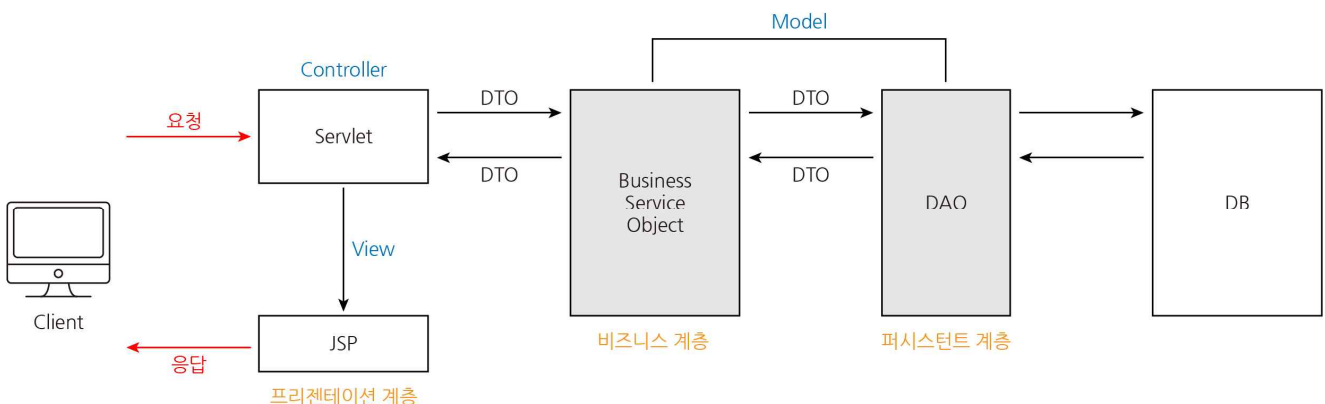 Model
Controller
DTO
DTO
요청
Servlet
DTO
DTO
Business
Service
Object
DAO
DB
View
Client
JSP
응답
비즈니스 계층
퍼시스턴트 계층
프리젠테이션 계층